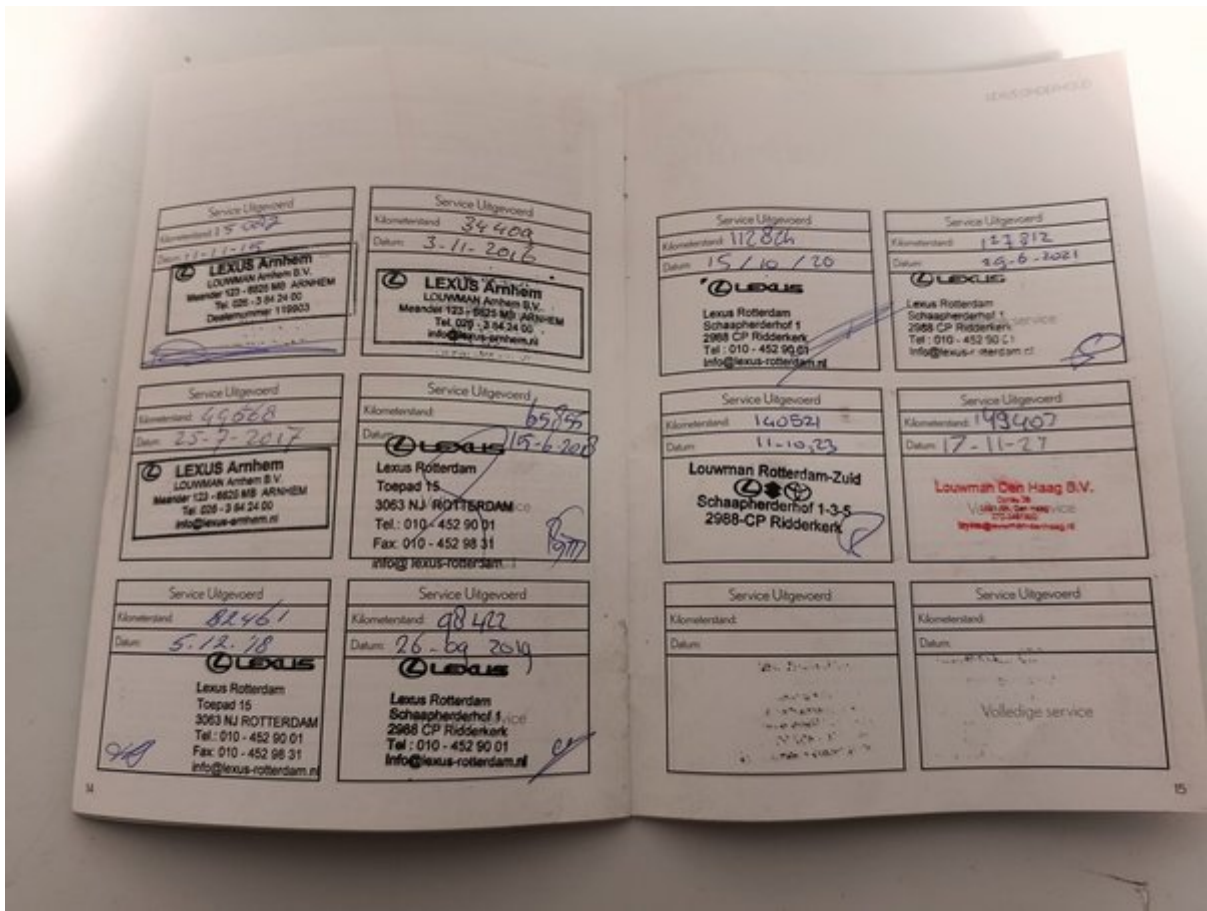 LEXUS ONDERHOUD
Service Uitgevoerd
Kilometerstand:
Datum:
LEXUS Arnhem
LOUWMAN Arnhem B.V.
Meander 123 - 6825 MB ARNHEM
Tel. 026 - 3 84 24 00
Dealernummer 119903
Service Uitgevoerd
Kilometerstand: 34409
Datum: 3-11-2016
LEXUS Arnhem
LOUWMAN Arnhem B.V.
Meander 123 - 6825 MB ARNHEM
Tel. 026 - 3 84 24 00
info@lexus-arnhem.nl
Service Uitgevoerd
Kilometerstand:
Datum: 25-7-2017
LEXUS Arnhem
LOUWMAN Arnhem B.V.
Meander 123 - 6825 MB ARNHEM
Tel. 026 - 3 84 24 00
info@lexus-arnhem.nl
Service Uitgevoerd
Kilometerstand:
Datum: 15-6-2018
LEXUS
Lexus Rotterdam
Toepad 15
3063 NJ ROTTERDAM
Tel.: 010 - 452 90 01
Fax: 010 - 452 98 31
info@lexus-rotterdam
Service Uitgevoerd
Kilometerstand: 82461
Datum: 5.12.'18
LEXUS
Lexus Rotterdam
Toepad 15
3063 NJ ROTTERDAM
Tel.: 010 - 452 90 01
Fax: 010 - 452 98 31
info@lexus-rotterdam.nl
Service Uitgevoerd
Kilometerstand: 98422
Datum: 26-09 2019
LEXUS
Lexus Rotterdam
Schaapherderhof 1
2988 CP Ridderkerk
Tel : 010 - 452 90 01
Info@lexus-rotterdam.nl
14
Service Uitgevoerd
Kilometerstand:
Datum: 15/10/20
LEXUS
Lexus Rotterdam
Schaapherderhof 1
2988 CP Ridderkerk
Tel : 010 - 452 90 01
Info@lexus-rotterdam.nl
Service Uitgevoerd
Kilometerstand: 127812
Datum: 29-6-2021
LEXUS
Lexus Rotterdam
Schaapherderhof 1
2988 CP Ridderkerk
Tel : 010 - 452 90 01
Service Uitgevoerd
Kilometerstand: 140521
Datum: 11-10,23
Louwman Rotterdam-Zuid
Schaapherderhof 1-3-5
2988-CP Ridderkerk
Service Uitgevoerd
Kilometerstand: 149407
Datum: 17-11-27
Louwman Den Haag B.V.
Service Uitgevoerd
Kilometerstand:
Datum:
Service Uitgevoerd
Kilometerstand:
Datum:
Volledige service
15